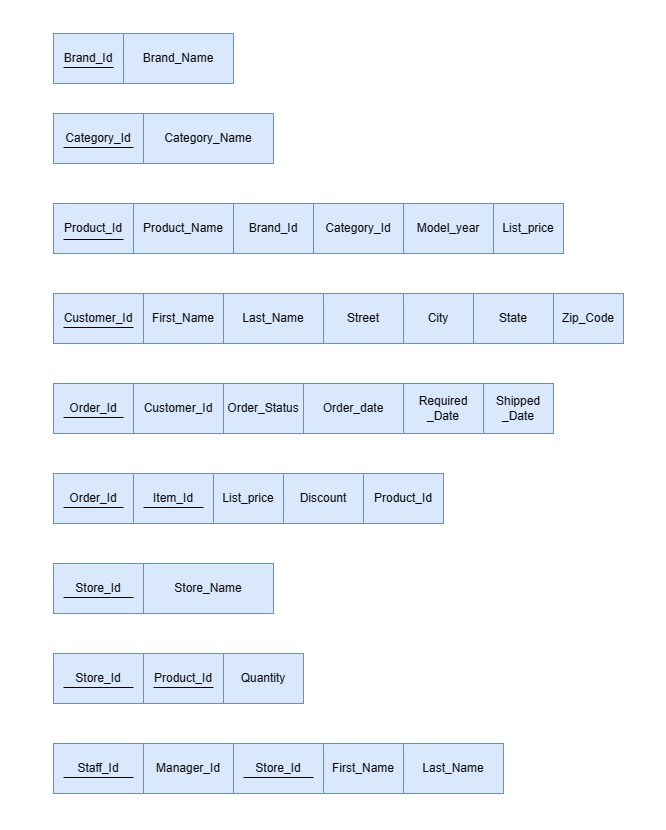 Brand_Id Brand_Name
Category_Id Category_Name
Product_Id Product_Name Brand_Id Category_Id Model_year List_price
Customer_Id First_Name Last_Name Street City State Zip_Code
Order_Id Customer_Id Order_Status Order_date Required Shipped
_Date _Date
Order_Id Item_Id List_price Discount Product_Id
Store_Id Store_Name
Store_Id Product_Id Quantity
Staff_Id Manager_Id Store_Id First_Name Last_Name